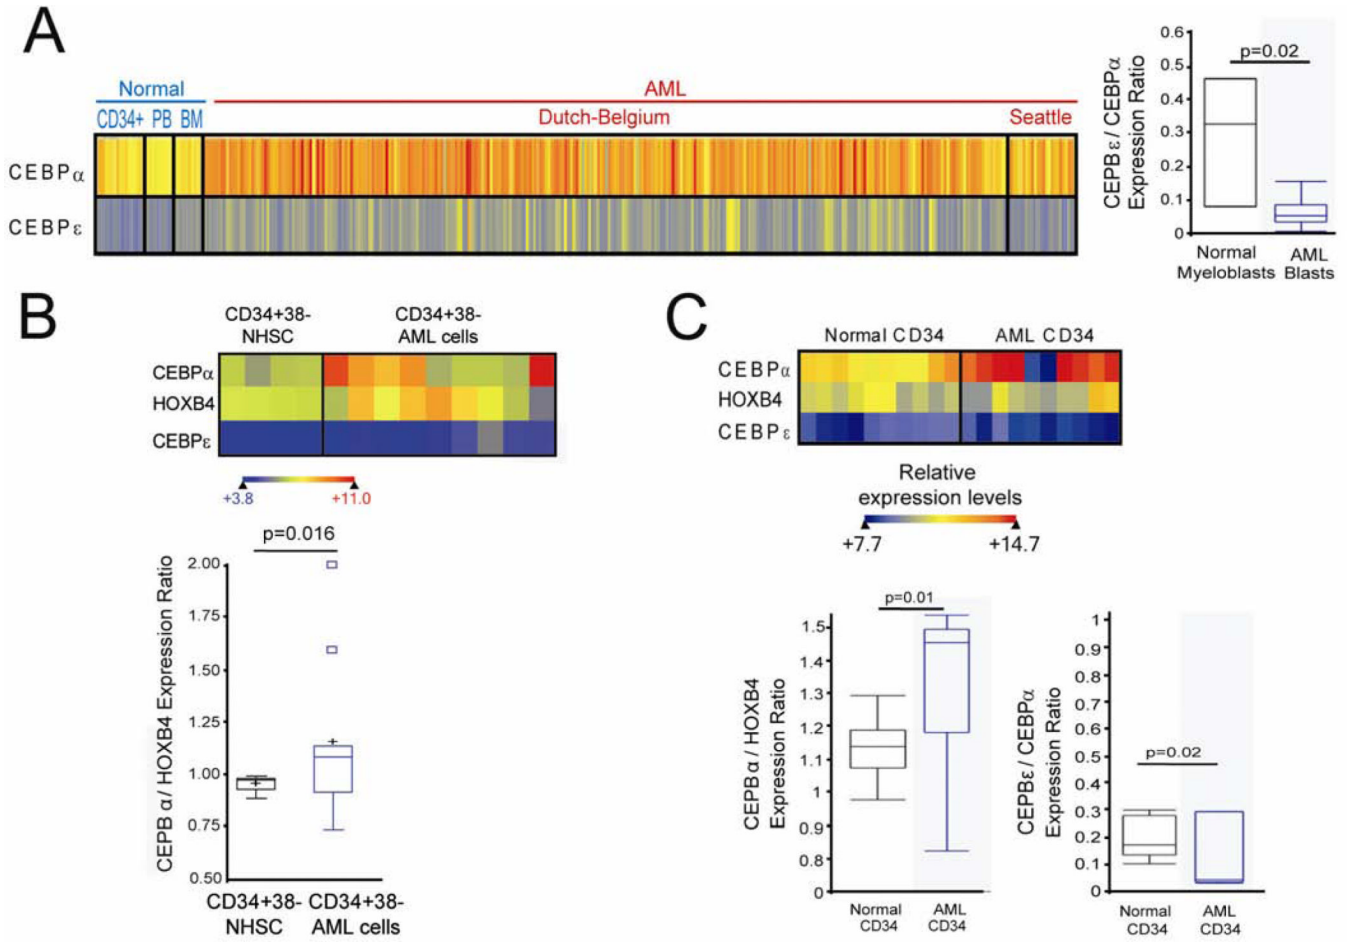 A
Normal
AML
CD34+ PB BM
Dutch-Belgium
Seattle
CEBPα
CEBPε
CEPBε/CEBPα
Expression Ratio
0.6
0.5
0.4
0.3
0.2
0.1
0
p=0.02
Normal
Myeloblasts
AML
Blasts
B
CD34+38-
NHSC
CD34+38-
AML cells
CEBPα
HOXB4
CEBPε
+3.8
+11.0
p=0.016
CEPB α/ HOXB4 Expression Ratio
2.00
1.75
1.50
1.25
1.00
0.75
0.50
CD34+38-
NHSC
CD34+38-
AML cells
C
Normal CD34
AML CD34
CEBPα
HOXB4
CEBPε
Relative
expression levels
+7.7
+14.7
p=0.01
CEPBα/HOXB4
Expression Ratio
1.5
1.4
1.3
1.2
1.1
1
0.9
0.8
0
Normal
CD34
AML
CD34
CEPBε/CEBPα
Expression Ratio
1
0.9
0.8
0.7
0.6
0.5
0.4
0.3
0.2
0.1
0
p=0.02
Normal
CD34
AML
CD34